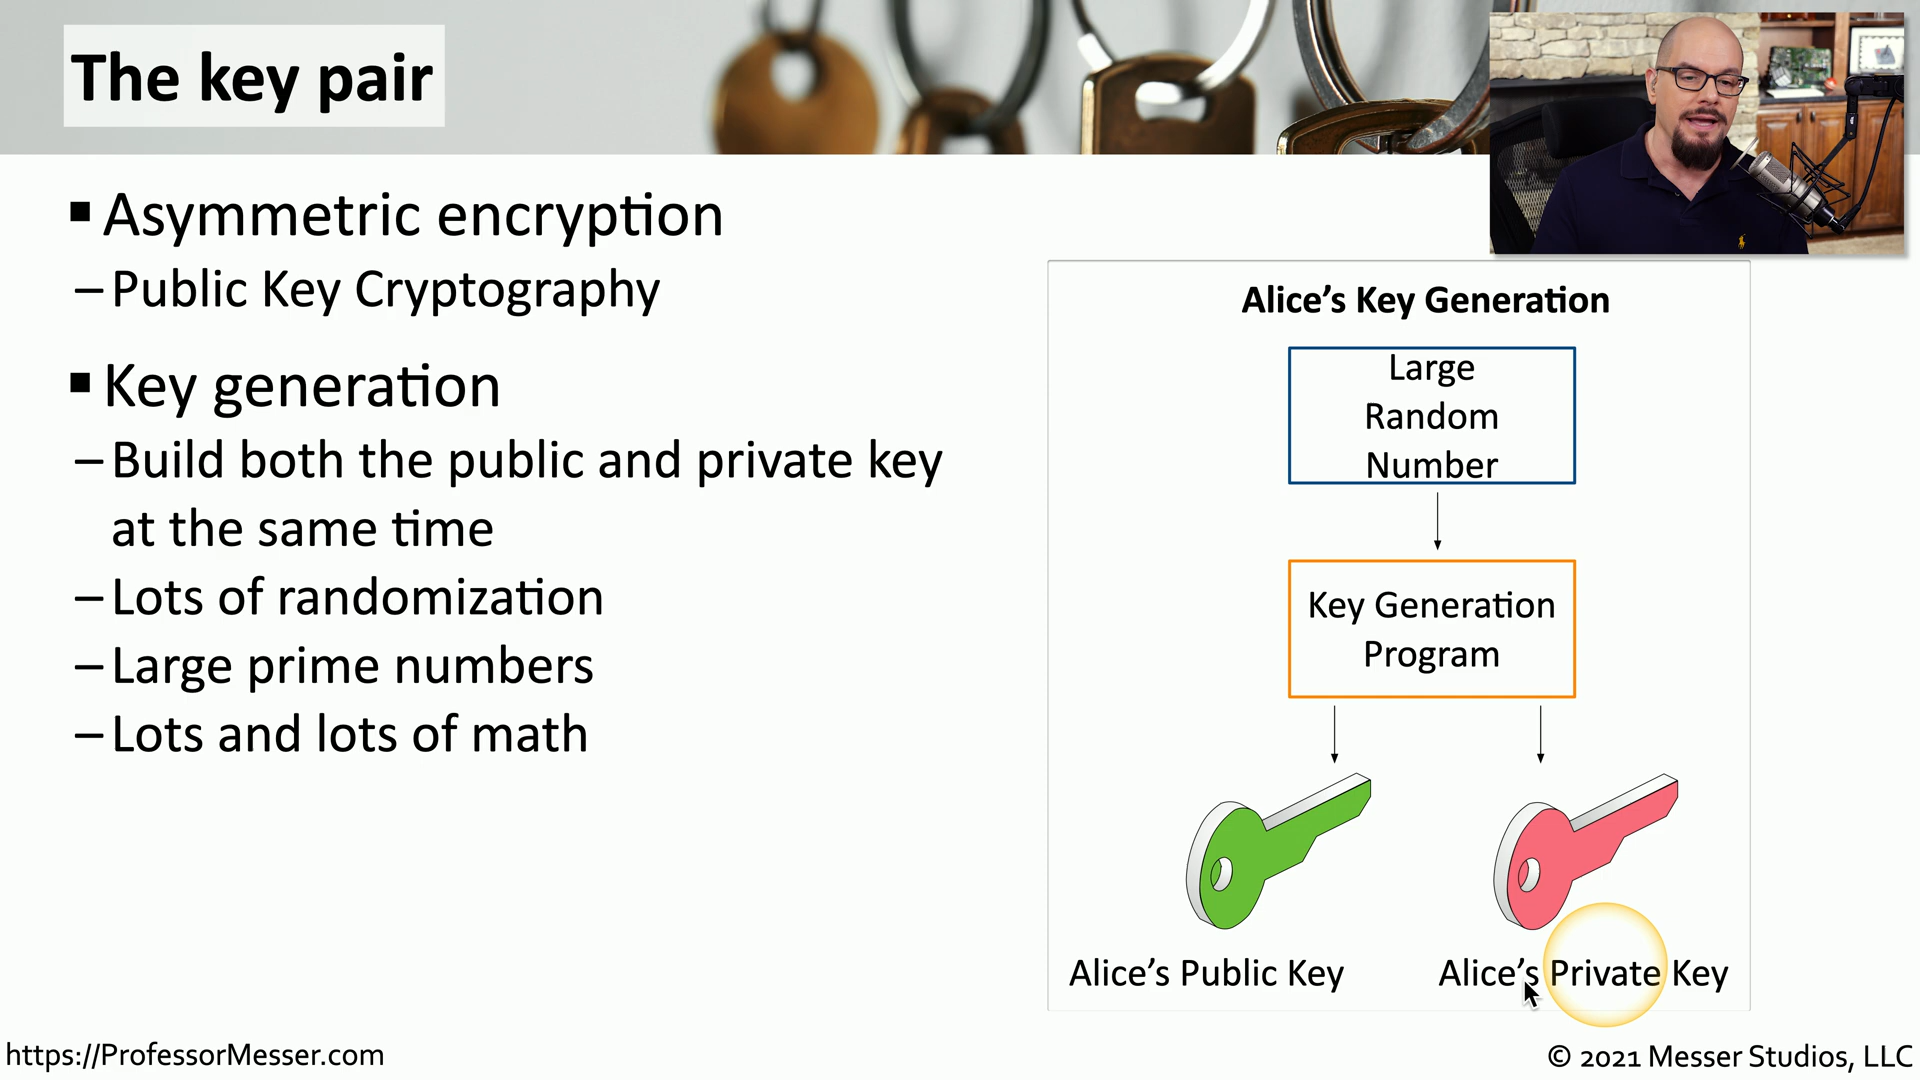 The key pair
▪ Asymmetric encryption
– Public Key Cryptography
▪ Key generation
– Build both the public and private key
at the same time
– Lots of randomization
– Large prime numbers
– Lots and lots of math
Alice’s Key Generation
Large
Random
Number
Key Generation
Program
Alice’s Public Key
Alice’s Private Key
https://ProfessorMesser.com
© 2021 Messer Studios, LLC